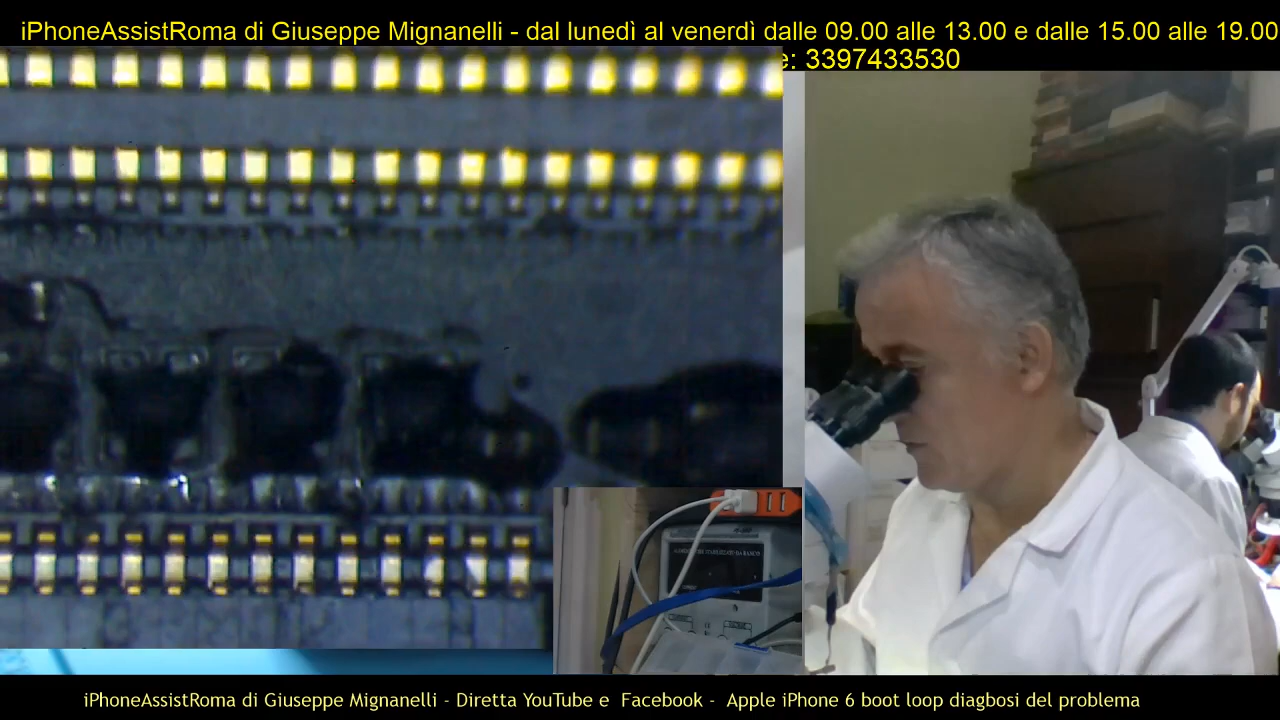 iPhoneAssistRoma di Giuseppe Mignanelli - dal lunedì al venerdì dalle 09.00 alle 13.00 e dalle 15.00 alle 19.00
e: 3397433530
iPhoneAssistRoma di Giuseppe Mignanelli - Diretta YouTube e Facebook - Apple iPhone 6 boot loop diagbosi del problema